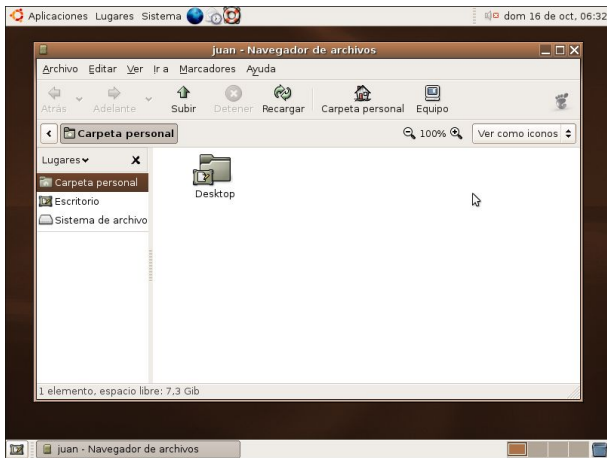 Aplicaciones Lugares Sistema dom 16 de oct, 06:32
juan - Navegador de archivos
Archivo Editar Ver Ir a Marcadores Ayuda
Atrás Adelante Subir Detener Recargar Carpeta personal Equipo
Carpeta personal 100% Ver como iconos
Lugares
Carpeta personal
Escritorio
Sistema de archivo
Desktop
1 elemento, espacio libre: 7,3 Gib
juan - Navegador de archivos